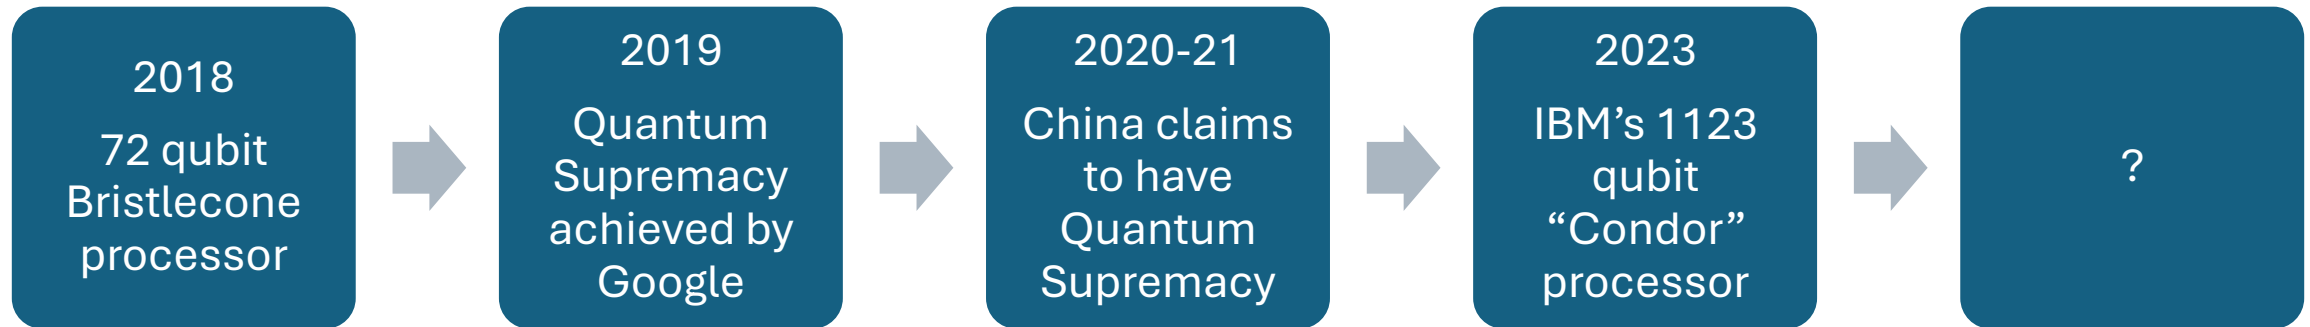 2018
72 qubit
Bristlecone
processor
2019
Quantum
Supremacy
achieved by
Google
2020-21
China claims
to have
Quantum
Supremacy
2023
IBM’s 1123
qubit
“Condor”
processor
?